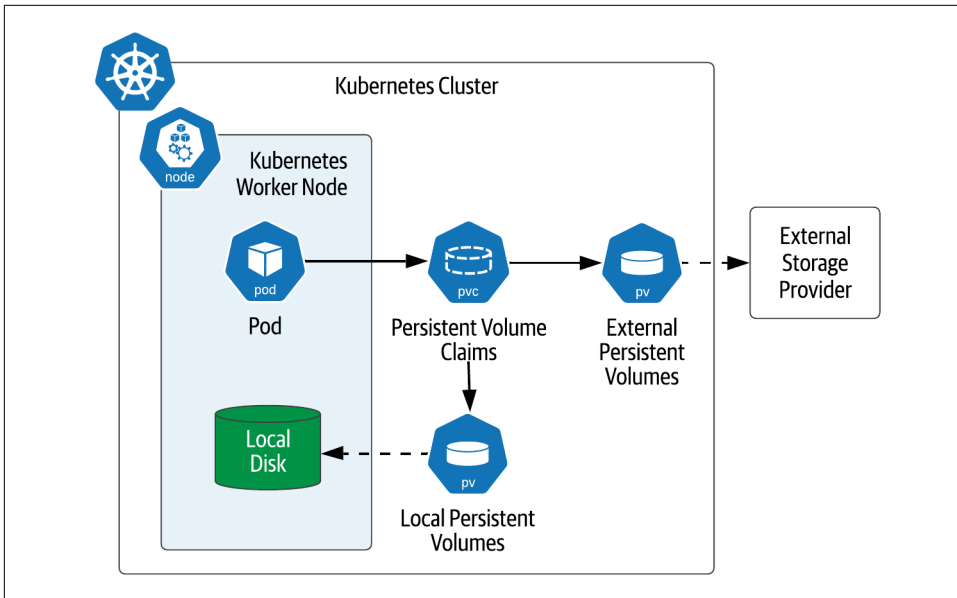 Kubernetes Cluster
node
Kubernetes
Worker Node
pod
Pod
pvc
Persistent Volume
Claims
pv
External
Persistent
Volumes
External
Storage
Provider
Local
Disk
pv
Local Persistent
Volumes